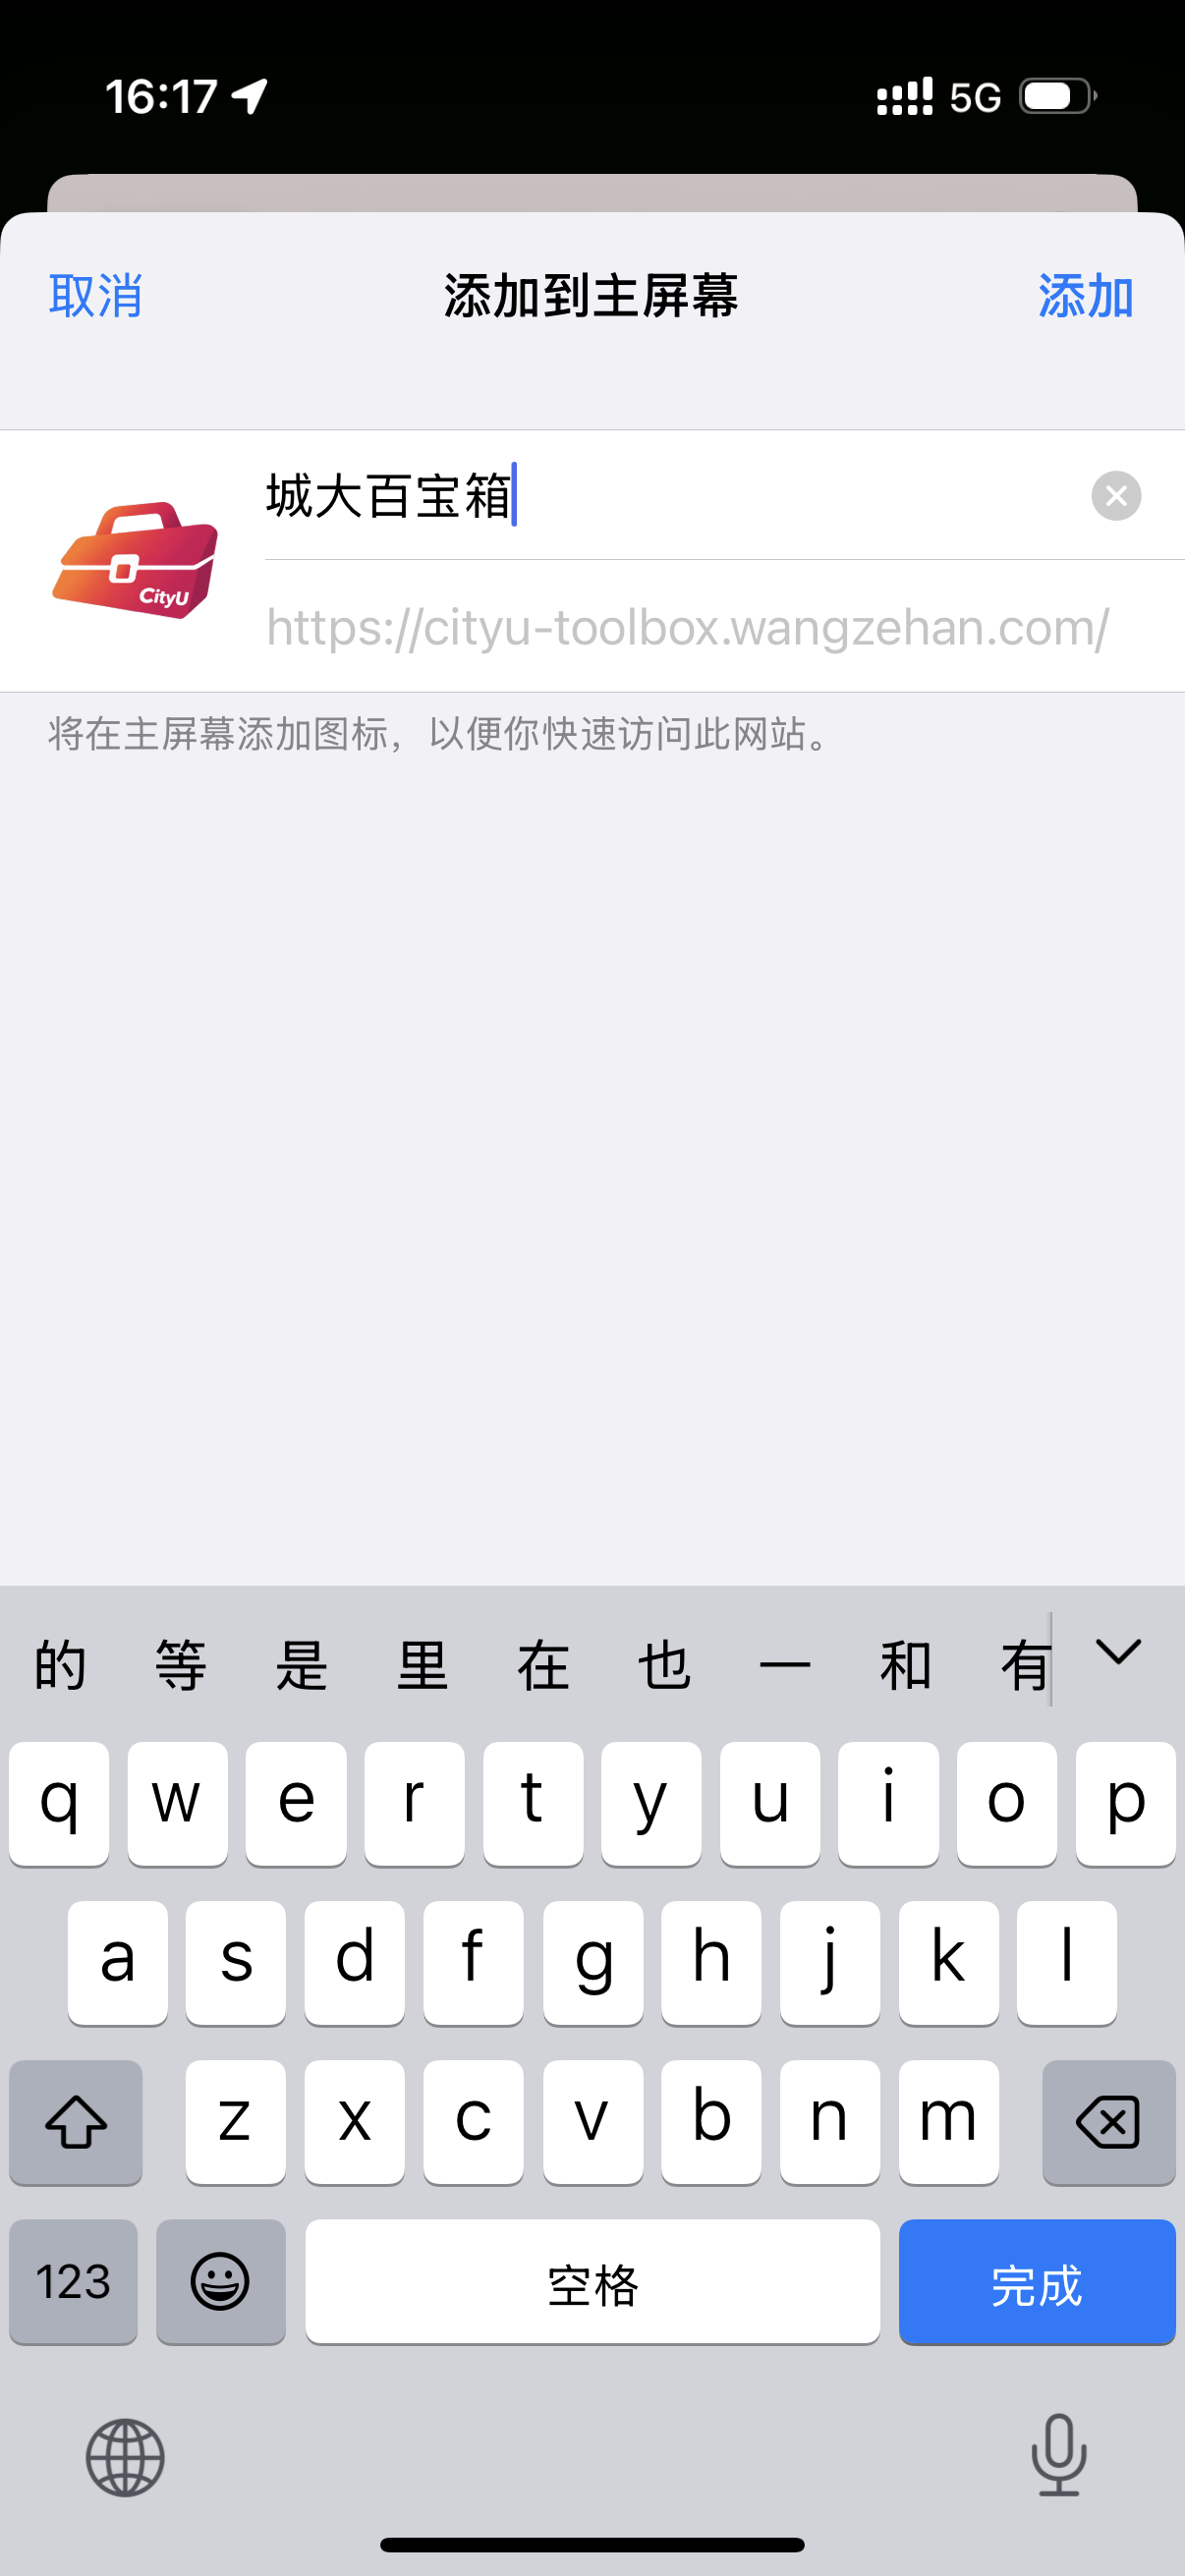 16:17 5G
取消 添加到主屏幕 添加
城大百宝箱
CityU
https://cityu-toolbox.wangzehan.com/
将在主屏幕添加图标，以便你快速访问此网站。
的 等 是 里 在 也 一 和 有
q w e r t y u i o p
a s d f g h j k l
z x c v b n m
123 空格 完成